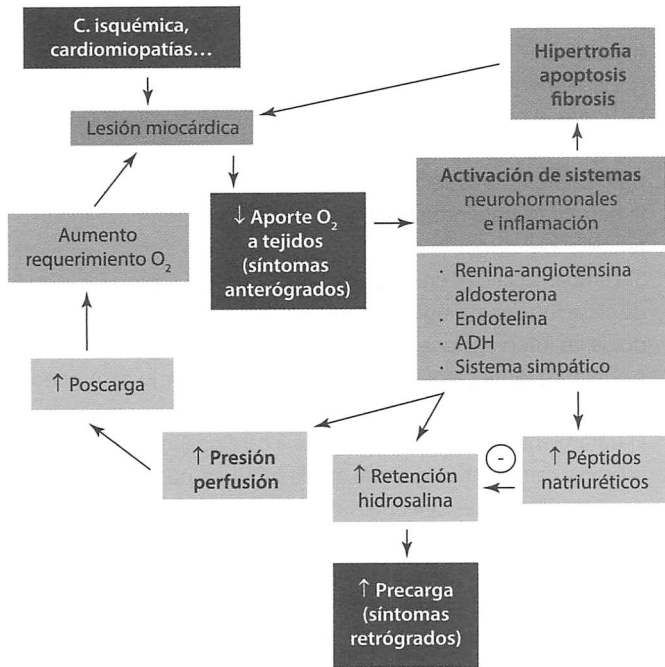 C. isquémica,
cardiomiopatías...
Lesión miocárdica
Hipertrofia
apoptosis
fibrosis
↓ Aporte O₂
a tejidos
(síntomas
anterógrados)
Activación de sistemas
neurohormonales
e inflamación
Aumento
requerimiento O₂
· Renina-angiotensina
aldosterona
· Endotelina
· ADH
· Sistema simpático
↑ Poscarga
↑ Presión
perfusión
↑ Retención
hidrosalina
-
↑ Péptidos
natriuréticos
↑ Precarga
(síntomas
retrógrados)